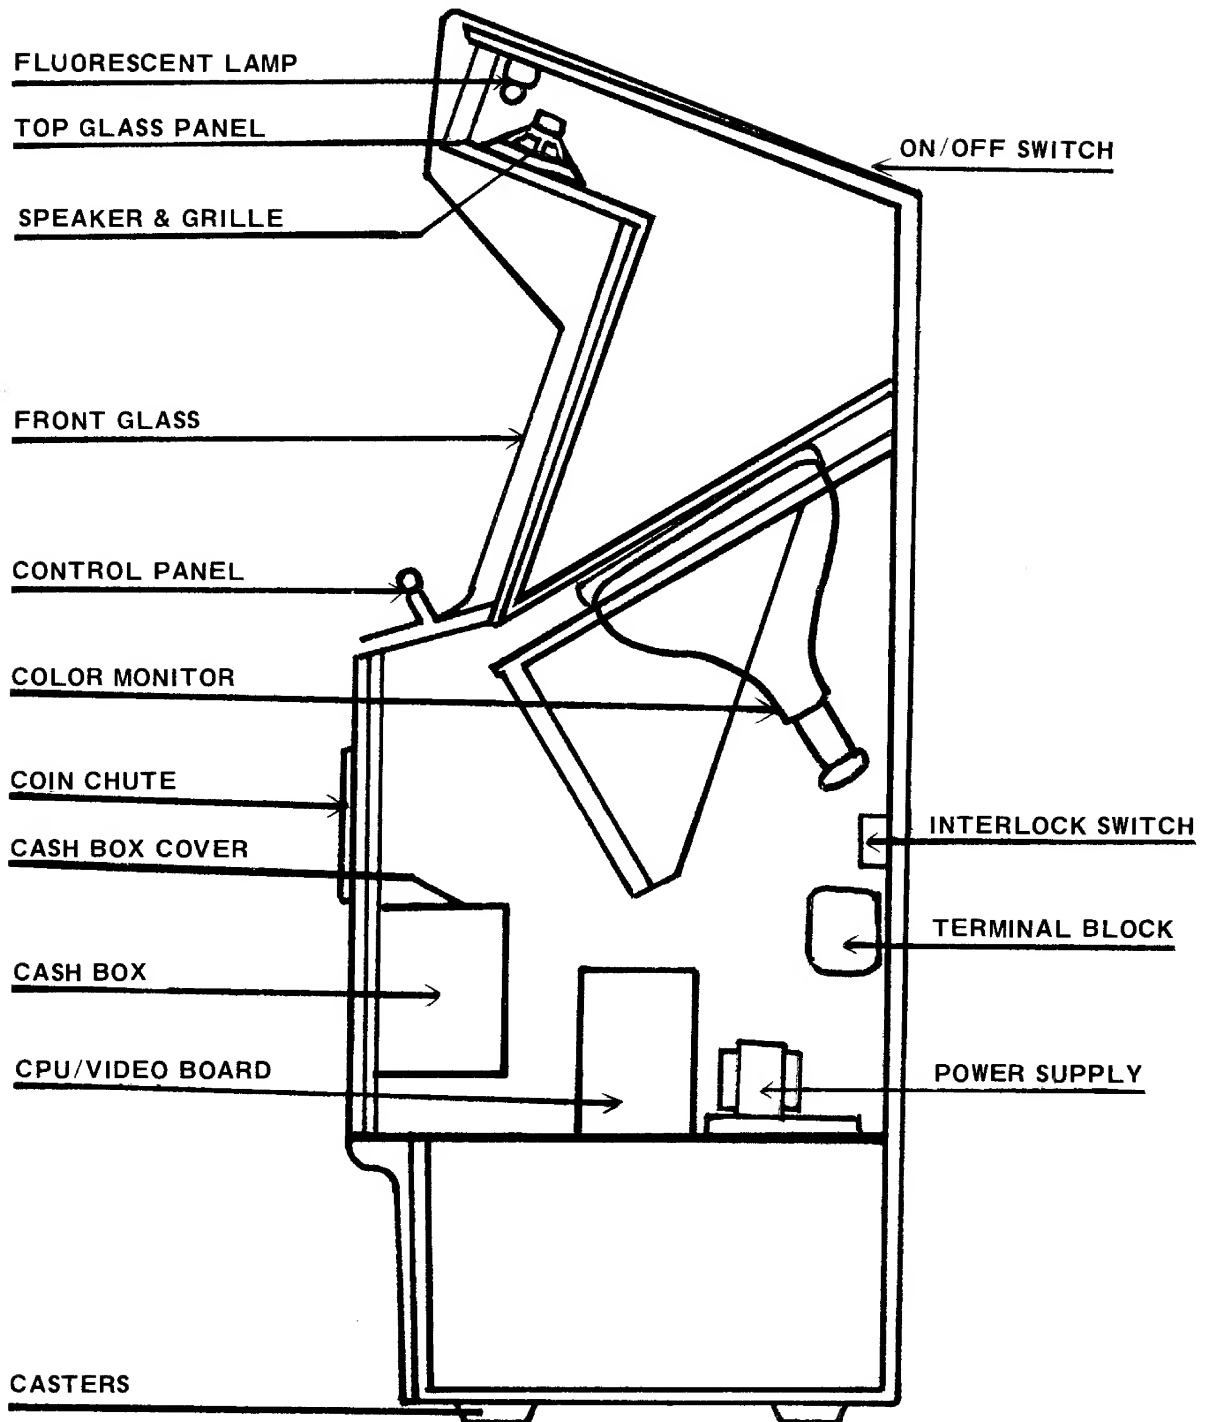 FLUORESCENT LAMP
TOP GLASS PANEL
ON/OFF SWITCH
SPEAKER & GRILLE
FRONT GLASS
CONTROL PANEL
COLOR MONITOR
COIN CHUTE
INTERLOCK SWITCH
CASH BOX COVER
TERMINAL BLOCK
CASH BOX
CPU/VIDEO BOARD
POWER SUPPLY
CASTERS